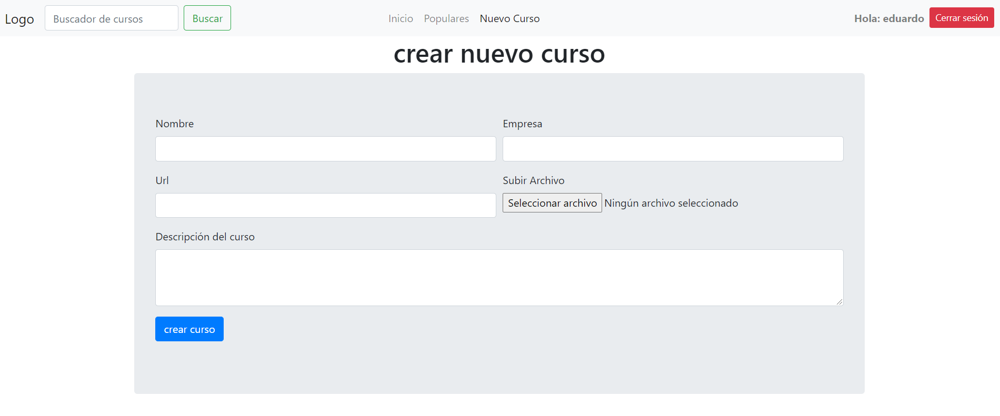 Logo Buscador de cursos Buscar Inicio Populares Nuevo Curso Hola: eduardo Cerrar sesión
crear nuevo curso
Nombre Empresa
Url Subir Archivo
Seleccionar archivo Ningún archivo seleccionado
Descripción del curso
crear curso